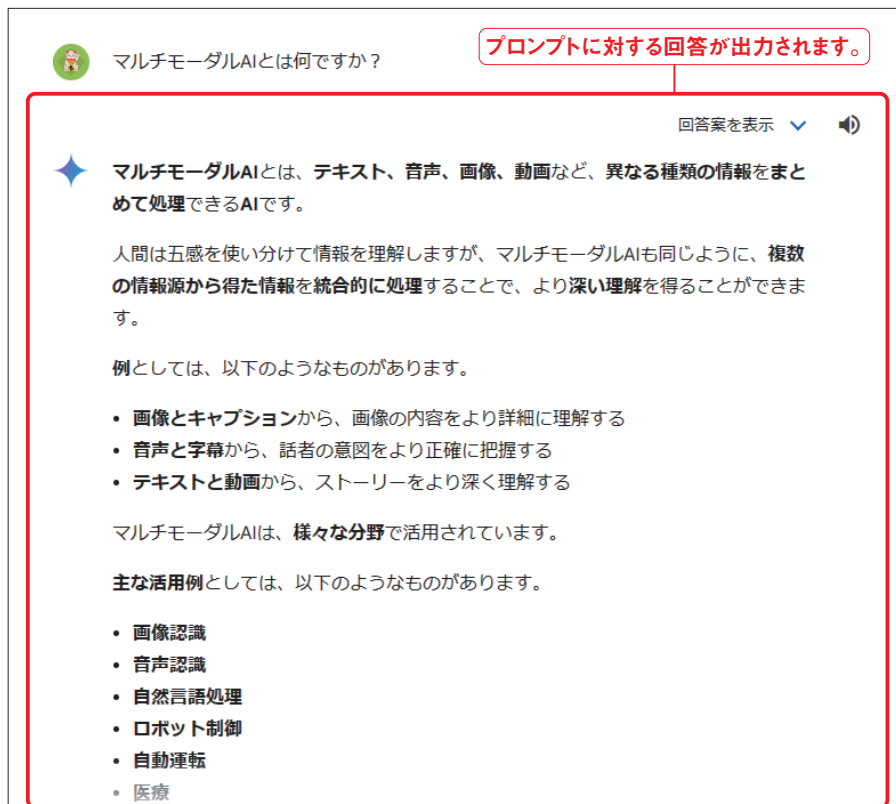 マルチモーダルAIとは何ですか？
プロンプトに対する回答が出力されます。
回答案を表示
マルチモーダルAIとは、テキスト、音声、画像、動画など、異なる種類の情報をまと
めて処理できるAIです。
人間は五感を使い分けて情報を理解しますが、マルチモーダルAIも同じように、複数
の情報源から得た情報を統合的に処理することで、より深い理解を得ることができま
す。
例としては、以下のようなものがあります。
• 画像とキャプションから、画像の内容をより詳細に理解する
• 音声と字幕から、話者の意図をより正確に把握する
• テキストと動画から、ストーリーをより深く理解する
マルチモーダルAIは、様々な分野で活用されています。
主な活用例としては、以下のようなものがあります。
• 画像認識
• 音声認識
• 自然言語処理
• ロボット制御
• 自動運転
• 医療